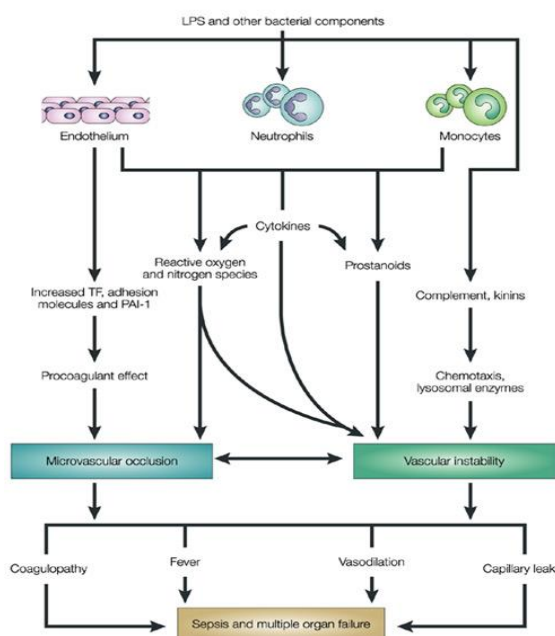 LPS and other bacterial components
Endothelium
Neutrophils
Monocytes
Cytokines
Reactive oxygen
and nitrogen species
Prostanoids
Increased TF, adhesion
molecules and PAI-1
Complement, kinins
Procoagulant effect
Chemotaxis,
lysosomal enzymes
Microvascular occlusion
Vascular instability
Coagulopathy
Fever
Vasodilation
Capillary leak
Sepsis and multiple organ failure